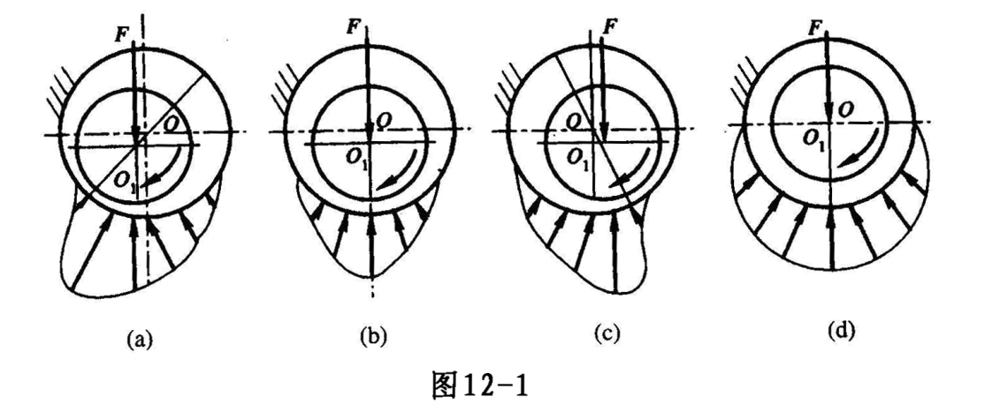 F F F F
O O O O
O₁ O₁ O₁ O₁
(a) (b) (c) (d)
图12-1